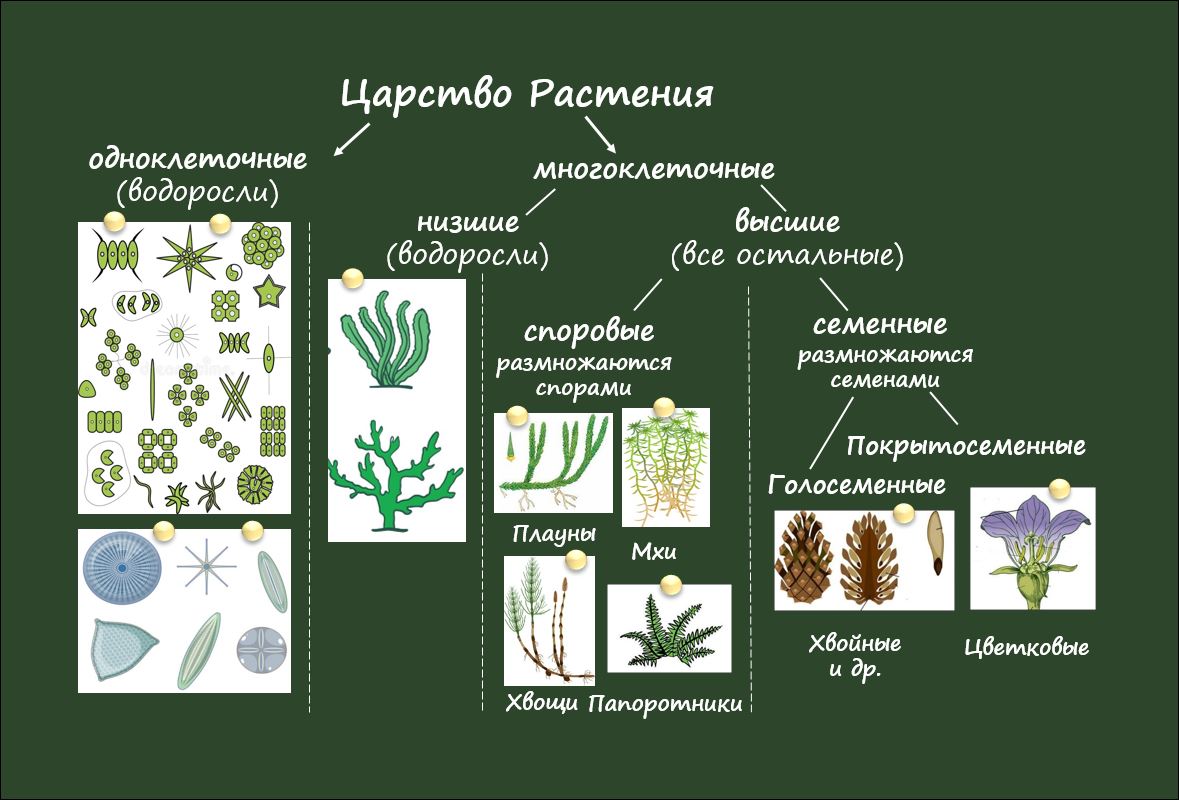 Царство Растения
одноклеточные
(водоросли)
многоклеточные
низшие
(водоросли)
высшие
(все остальные)
споровые
размножаются
спорами
семенные
размножаются
семенами
Покрытосеменные
Голосеменные
Плауны
Мхи
Хвощи
Папоротники
Хвойные
и др.
Цветковые